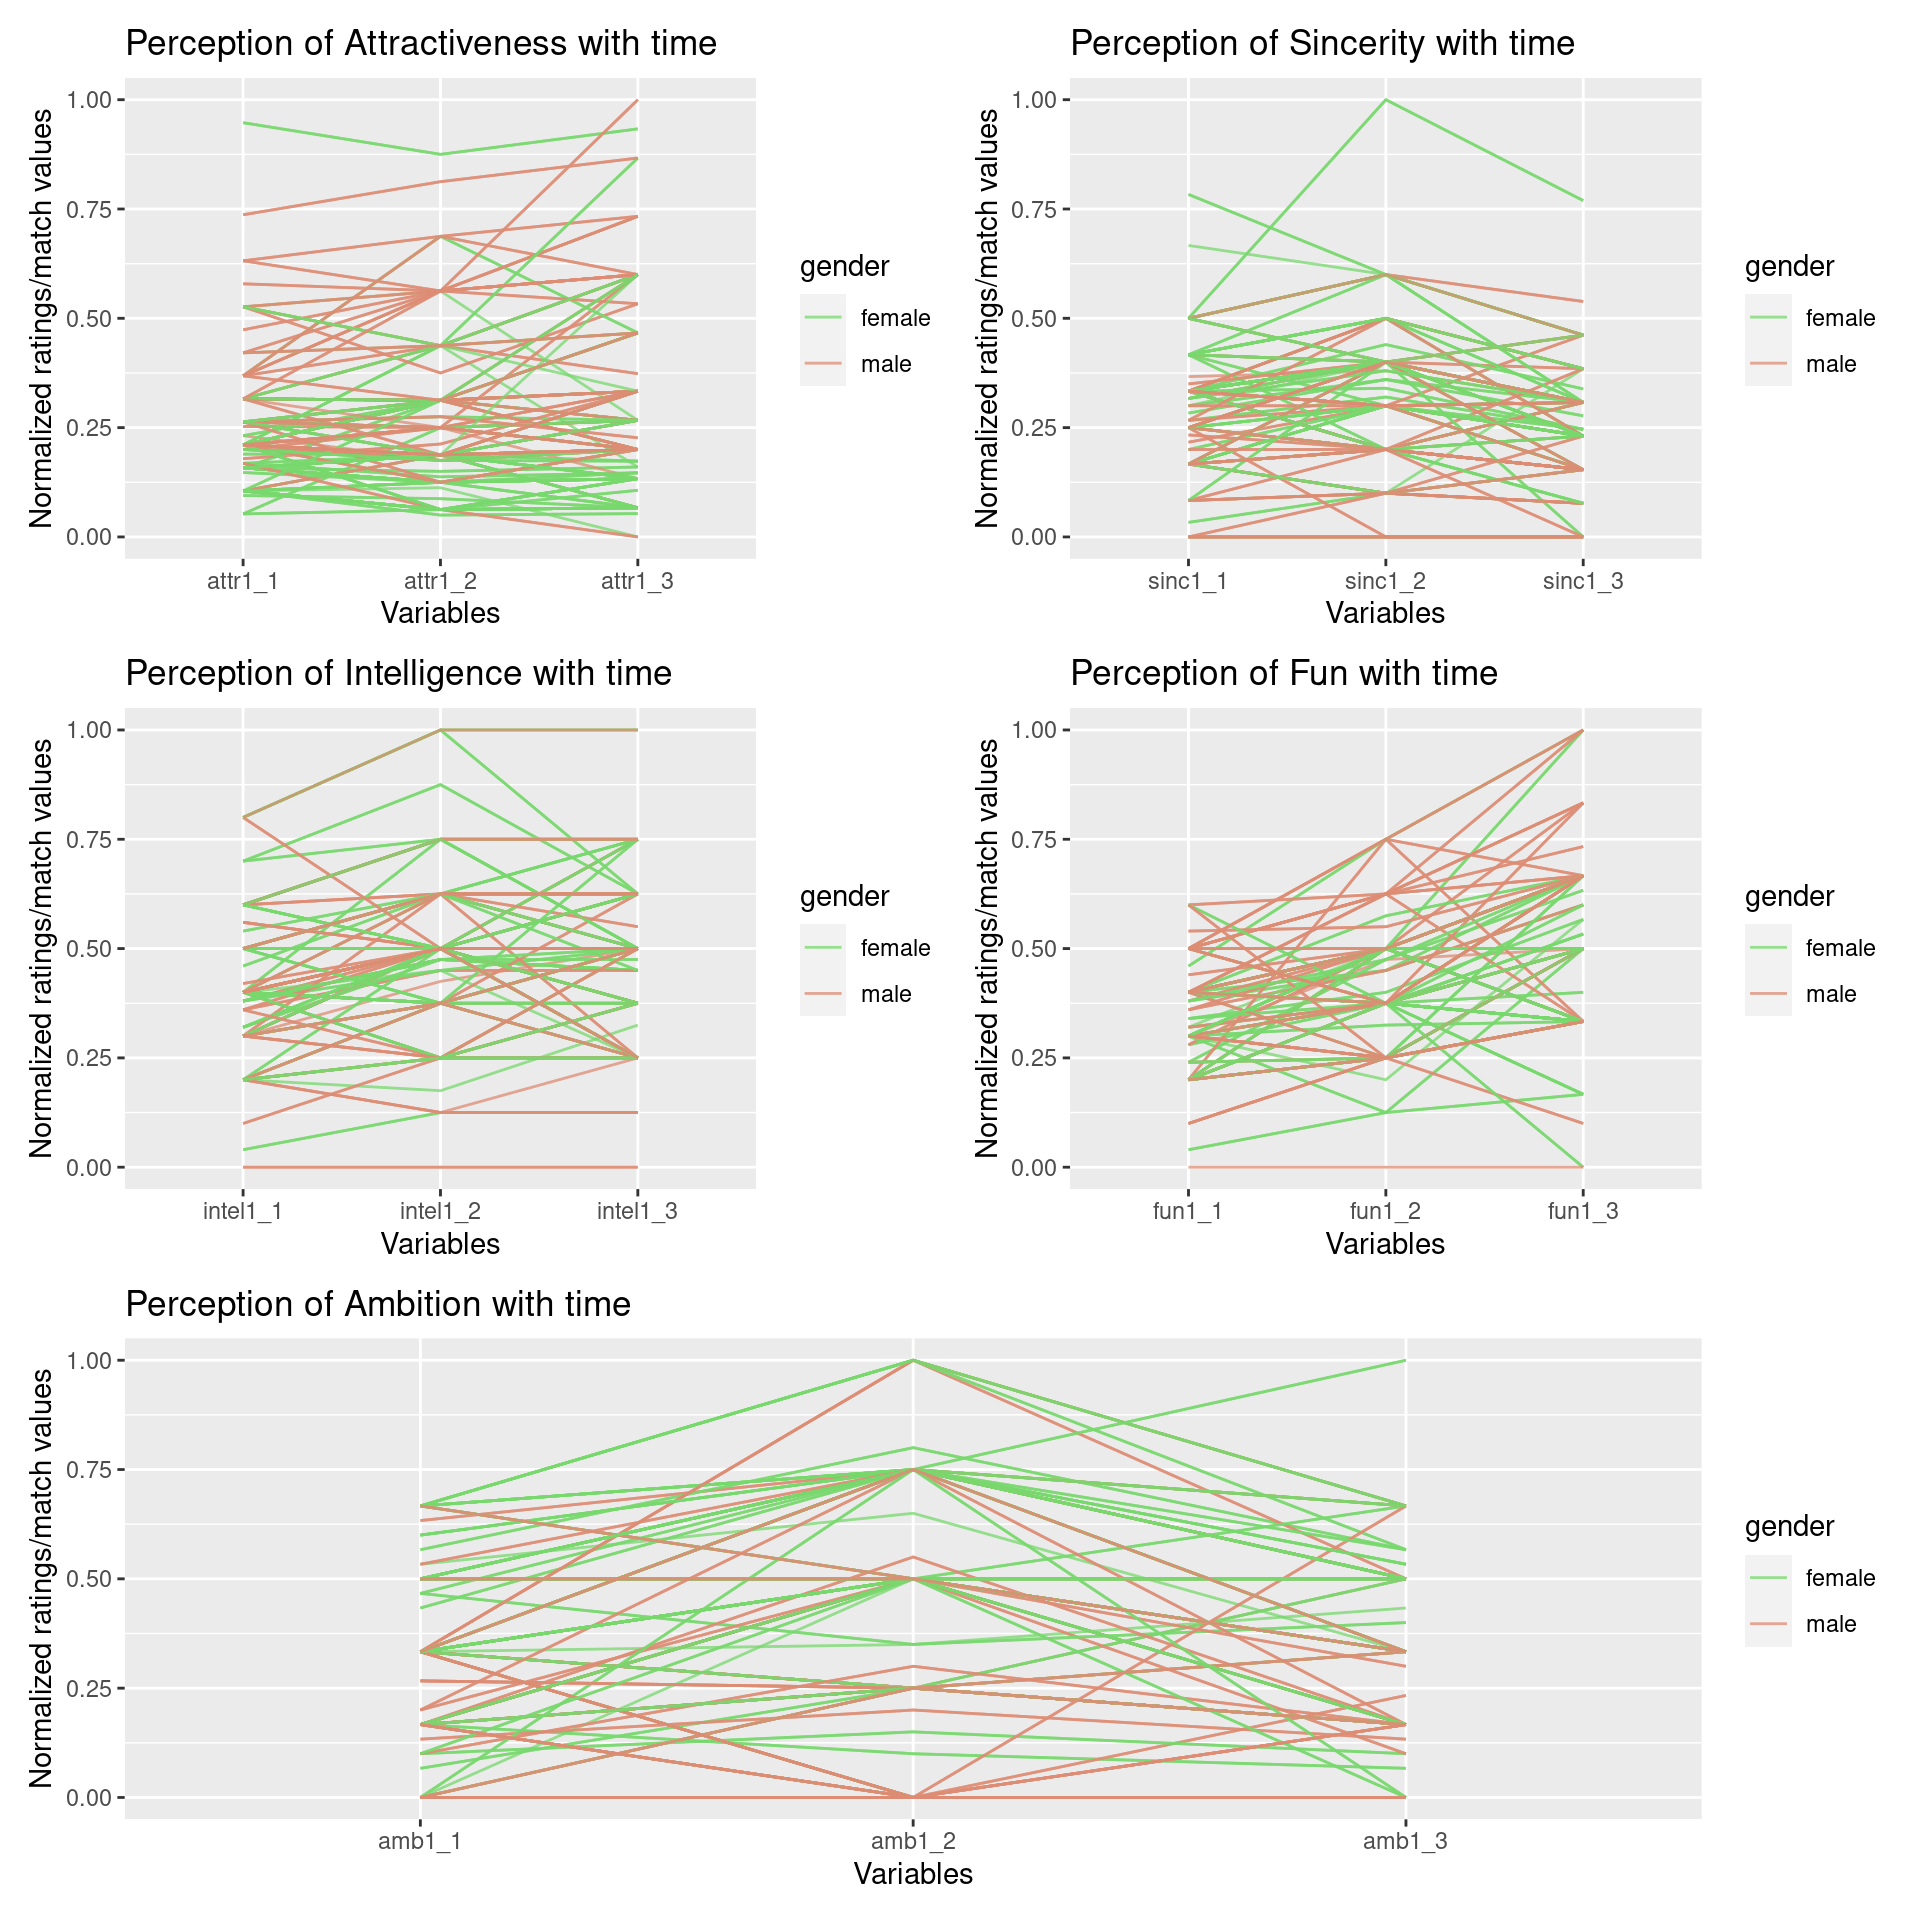 Perception of Attractiveness with time
Normalized ratings/match values
1.00
0.75
0.50
0.25
0.00
attr1_1 attr1_2 attr1_3
Variables
gender
female
male
Perception of Sincerity with time
Normalized ratings/match values
1.00
0.75
0.50
0.25
0.00
sinc1_1 sinc1_2 sinc1_3
Variables
gender
female
male
Perception of Intelligence with time
Normalized ratings/match values
1.00
0.75
0.50
0.25
0.00
intel1_1 intel1_2 intel1_3
Variables
gender
female
male
Perception of Fun with time
Normalized ratings/match values
1.00
0.75
0.50
0.25
0.00
fun1_1 fun1_2 fun1_3
Variables
gender
female
male
Perception of Ambition with time
Normalized ratings/match values
1.00
0.75
0.50
0.25
0.00
amb1_1 amb1_2 amb1_3
Variables
gender
female
male